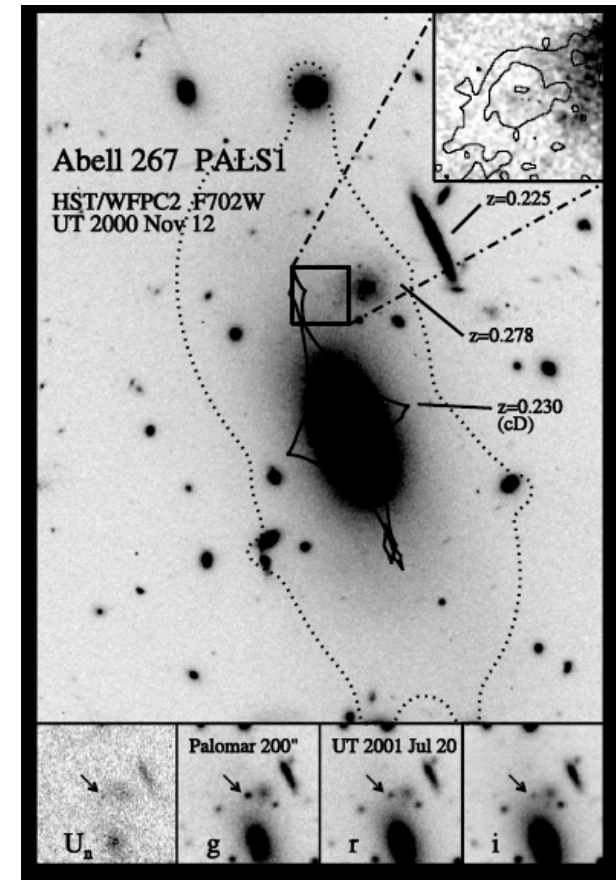 Abell 267 PALS1
HST/WFPC2 F702W
UT 2000 Nov 12
z=0.225
z=0.278
z=0.230
(cD)
Palomar 200"
UT 2001 Jul 20
Uₙ
g
r
i